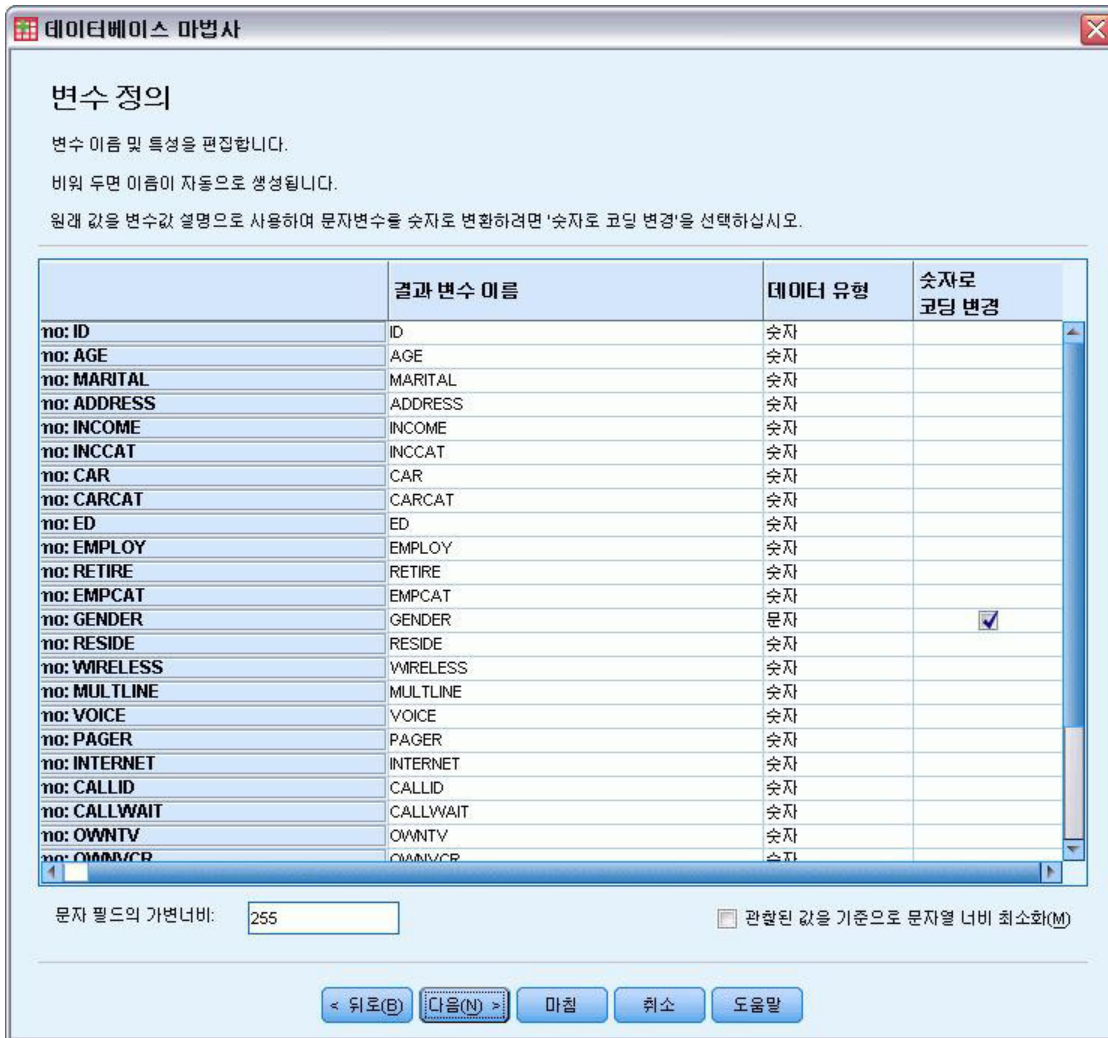 데이터베이스 마법사
변수 정의
변수 이름 및 특성을 편집합니다.
비워 두면 이름이 자동으로 생성됩니다.
원래 값을 변수값 설명으로 사용하여 문자변수를 숫자로 변환하려면 '숫자로 코딩 변경'을 선택하십시오.
결과 변수 이름 데이터 유형 숫자로
코딩 변경
mo: ID ID 숫자
mo: AGE AGE 숫자
mo: MARITAL MARITAL 숫자
mo: ADDRESS ADDRESS 숫자
mo: INCOME INCOME 숫자
mo: INCCAT INCCAT 숫자
mo: CAR CAR 숫자
mo: CARCAT CARCAT 숫자
mo: ED ED 숫자
mo: EMPLOY EMPLOY 숫자
mo: RETIRE RETIRE 숫자
mo: EMPCAT EMPCAT 숫자
mo: GENDER GENDER 문자
mo: RESIDE RESIDE 숫자
mo: WIRELESS WIRELESS 숫자
mo: MULTLINE MULTLINE 숫자
mo: VOICE VOICE 숫자
mo: PAGER PAGER 숫자
mo: INTERNET INTERNET 숫자
mo: CALLID CALLID 숫자
mo: CALLWAIT CALLWAIT 숫자
mo: OWNTV OWNTV 숫자
mo: OWNVCR OWNVCR 숫자
문자 필드의 가변너비: 255 관찰된 값을 기준으로 문자열 너비 최소화(M)
< 뒤로(B) 다음(N) > 마침 취소 도움말